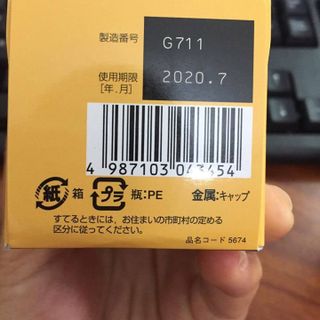 製造番号 G711
使用期限 2020.7
[年.月]
4 987103 043454
紙 箱 プラ 瓶:PE 金属:キャップ
すてるときには、お住まいの市町村の定める
区分に従ってください。
品名コード 5674